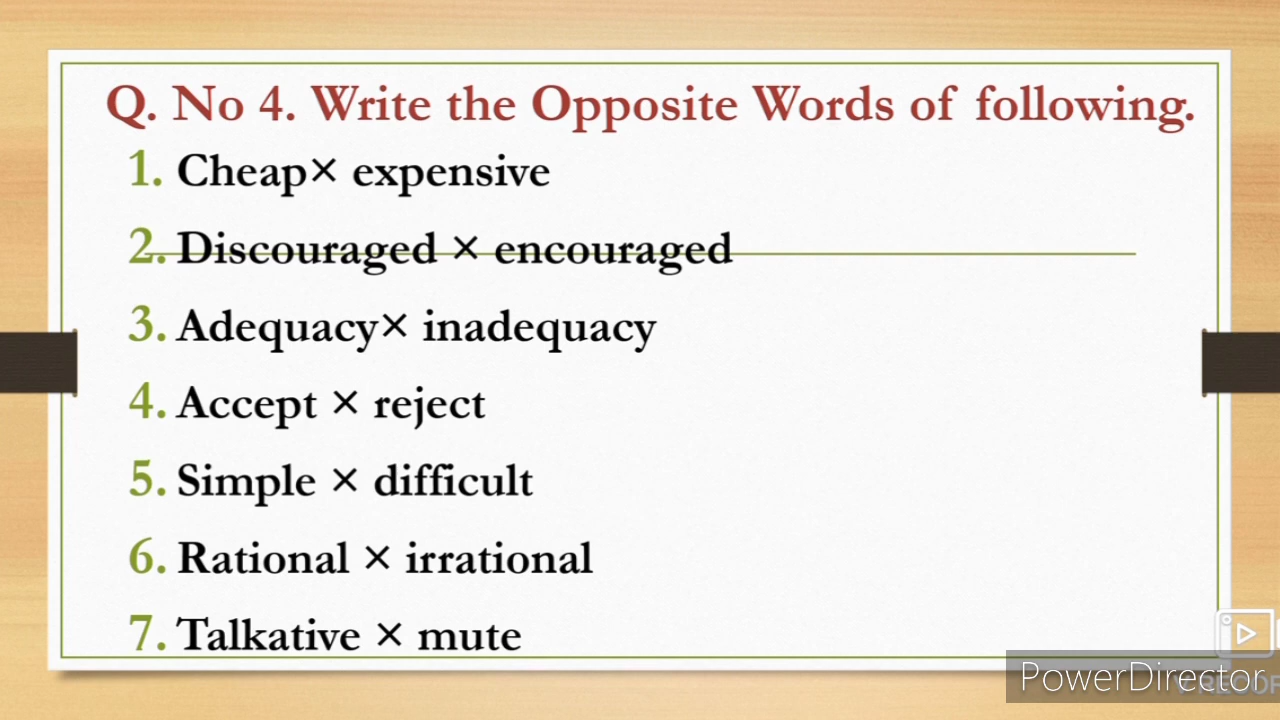 Q. No 4. Write the Opposite Words of following.
1. Cheap× expensive
2. Discouraged × encouraged
3. Adequacy× inadequacy
4. Accept × reject
5. Simple × difficult
6. Rational × irrational
7. Talkative × mute
PowerDirector